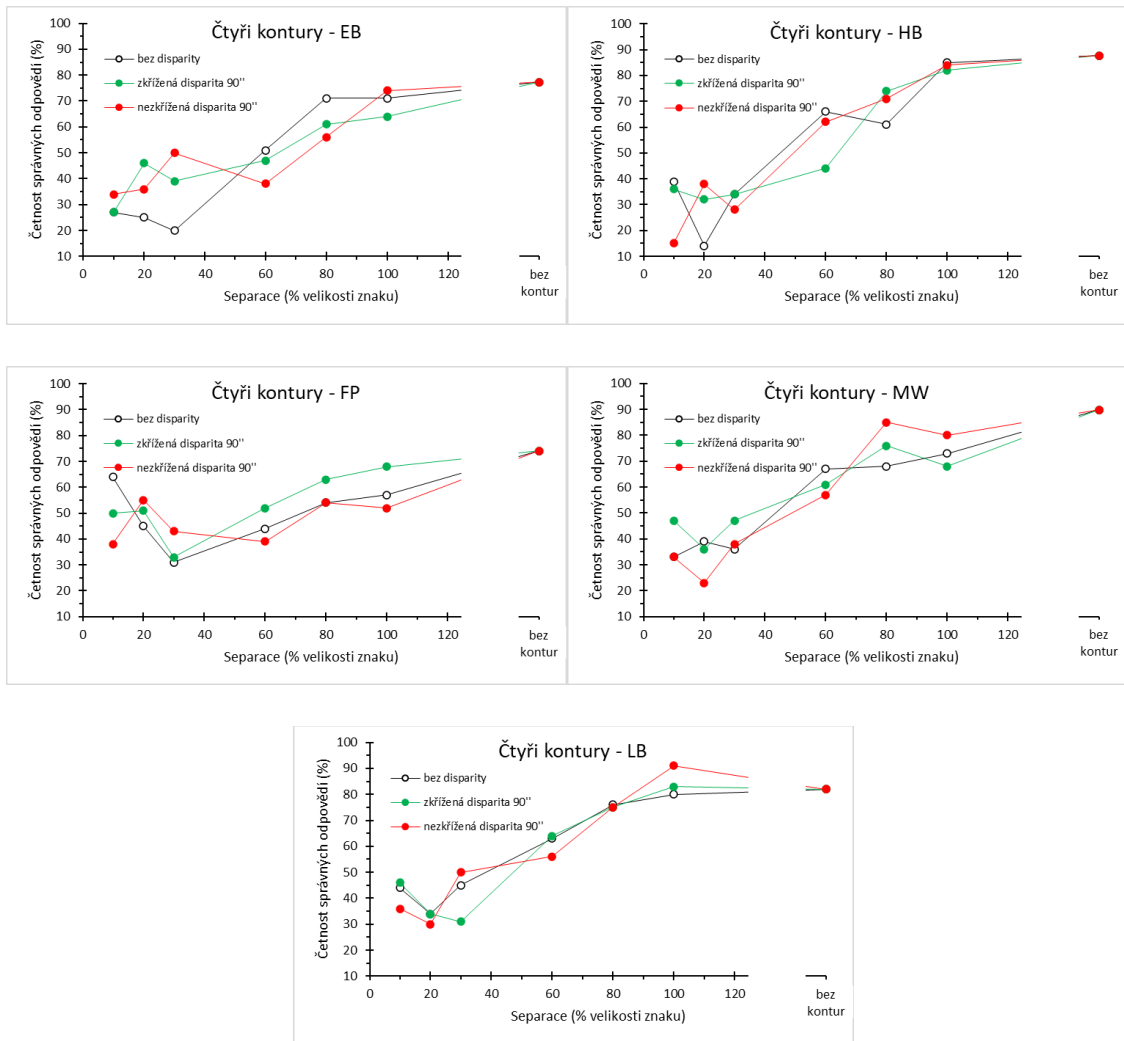 Čtyři kontury - EB
Četnost správných odpovědí (%)
100
90
80
70
60
50
40
30
20
10
bez disparity
zkřížená disparita 90''
nezkřížená disparita 90''
0 20 40 60 80 100 120 bez kontur
Separace (% velikosti znaku)
Čtyři kontury - HB
Četnost správných odpovědí (%)
100
90
80
70
60
50
40
30
20
10
bez disparity
zkřížená disparita 90''
nezkřížená disparita 90''
0 20 40 60 80 100 120 bez kontur
Separace (% velikosti znaku)
Čtyři kontury - FP
Četnost správných odpovědí (%)
100
90
80
70
60
50
40
30
20
10
bez disparity
zkřížená disparita 90''
nezkřížená disparita 90''
0 20 40 60 80 100 120 bez kontur
Separace (% velikosti znaku)
Čtyři kontury - MW
Četnost správných odpovědí (%)
100
90
80
70
60
50
40
30
20
10
bez disparity
zkřížená disparita 90''
nezkřížená disparita 90''
0 20 40 60 80 100 120 bez kontur
Separace (% velikosti znaku)
Čtyři kontury - LB
Četnost správných odpovědí (%)
100
90
80
70
60
50
40
30
20
10
bez disparity
zkřížená disparita 90''
nezkřížená disparita 90''
0 20 40 60 80 100 120 bez kontur
Separace (% velikosti znaku)